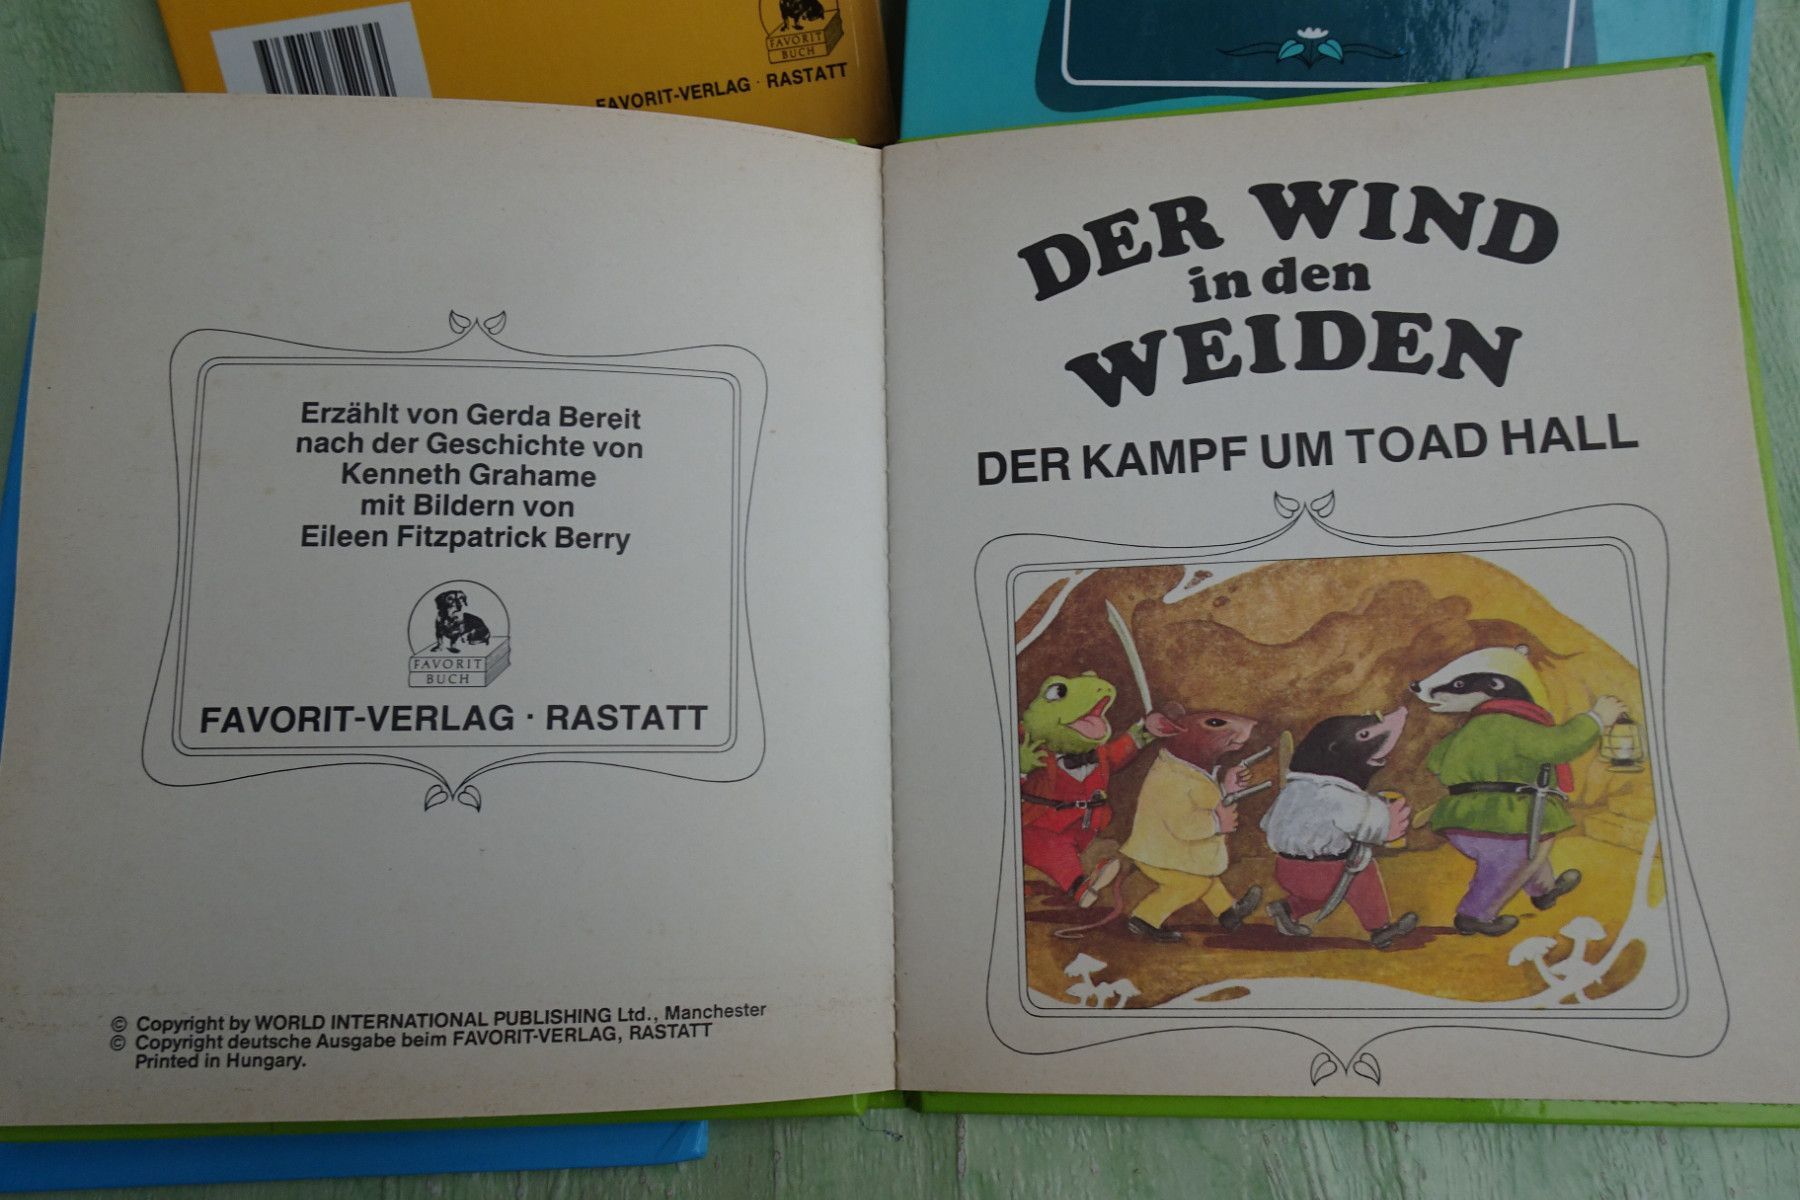 FAVORIT
BUCH
FAVORIT-VERLAG · RASTATT
Erzählt von Gerda Bereit
nach der Geschichte von
Kenneth Grahame
mit Bildern von
Eileen Fitzpatrick Berry
FAVORIT
BUCH
FAVORIT-VERLAG · RASTATT
© Copyright by WORLD INTERNATIONAL PUBLISHING Ltd., Manchester
© Copyright deutsche Ausgabe beim FAVORIT-VERLAG, RASTATT
Printed in Hungary.
DER WIND
in den
WEIDEN
DER KAMPF UM TOAD HALL